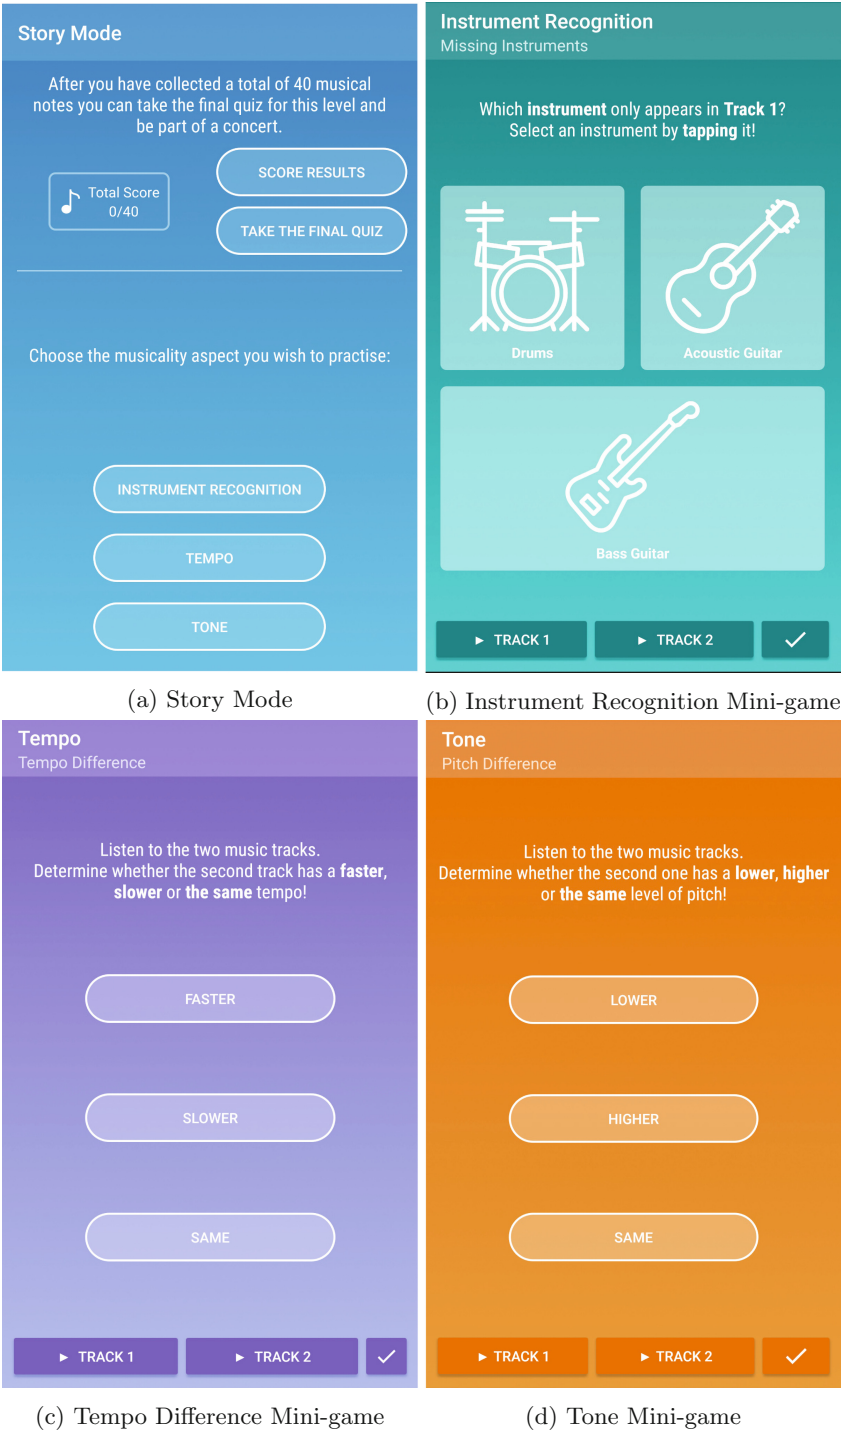 Story Mode
After you have collected a total of 40 musical
notes you can take the final quiz for this level and
be part of a concert.
Total Score
0/40
SCORE RESULTS
TAKE THE FINAL QUIZ
Choose the musicality aspect you wish to practise:
INSTRUMENT RECOGNITION
TEMPO
TONE
(a) Story Mode
Instrument Recognition
Missing Instruments
Which instrument only appears in Track 1?
Select an instrument by tapping it!
Drums
Acoustic Guitar
Bass Guitar
TRACK 1
TRACK 2
(b) Instrument Recognition Mini-game
Tempo
Tempo Difference
Listen to the two music tracks.
Determine whether the second track has a faster,
slower or the same tempo!
FASTER
SLOWER
SAME
TRACK 1
TRACK 2
(c) Tempo Difference Mini-game
Tone
Pitch Difference
Listen to the two music tracks.
Determine whether the second one has a lower, higher
or the same level of pitch!
LOWER
HIGHER
SAME
TRACK 1
TRACK 2
(d) Tone Mini-game